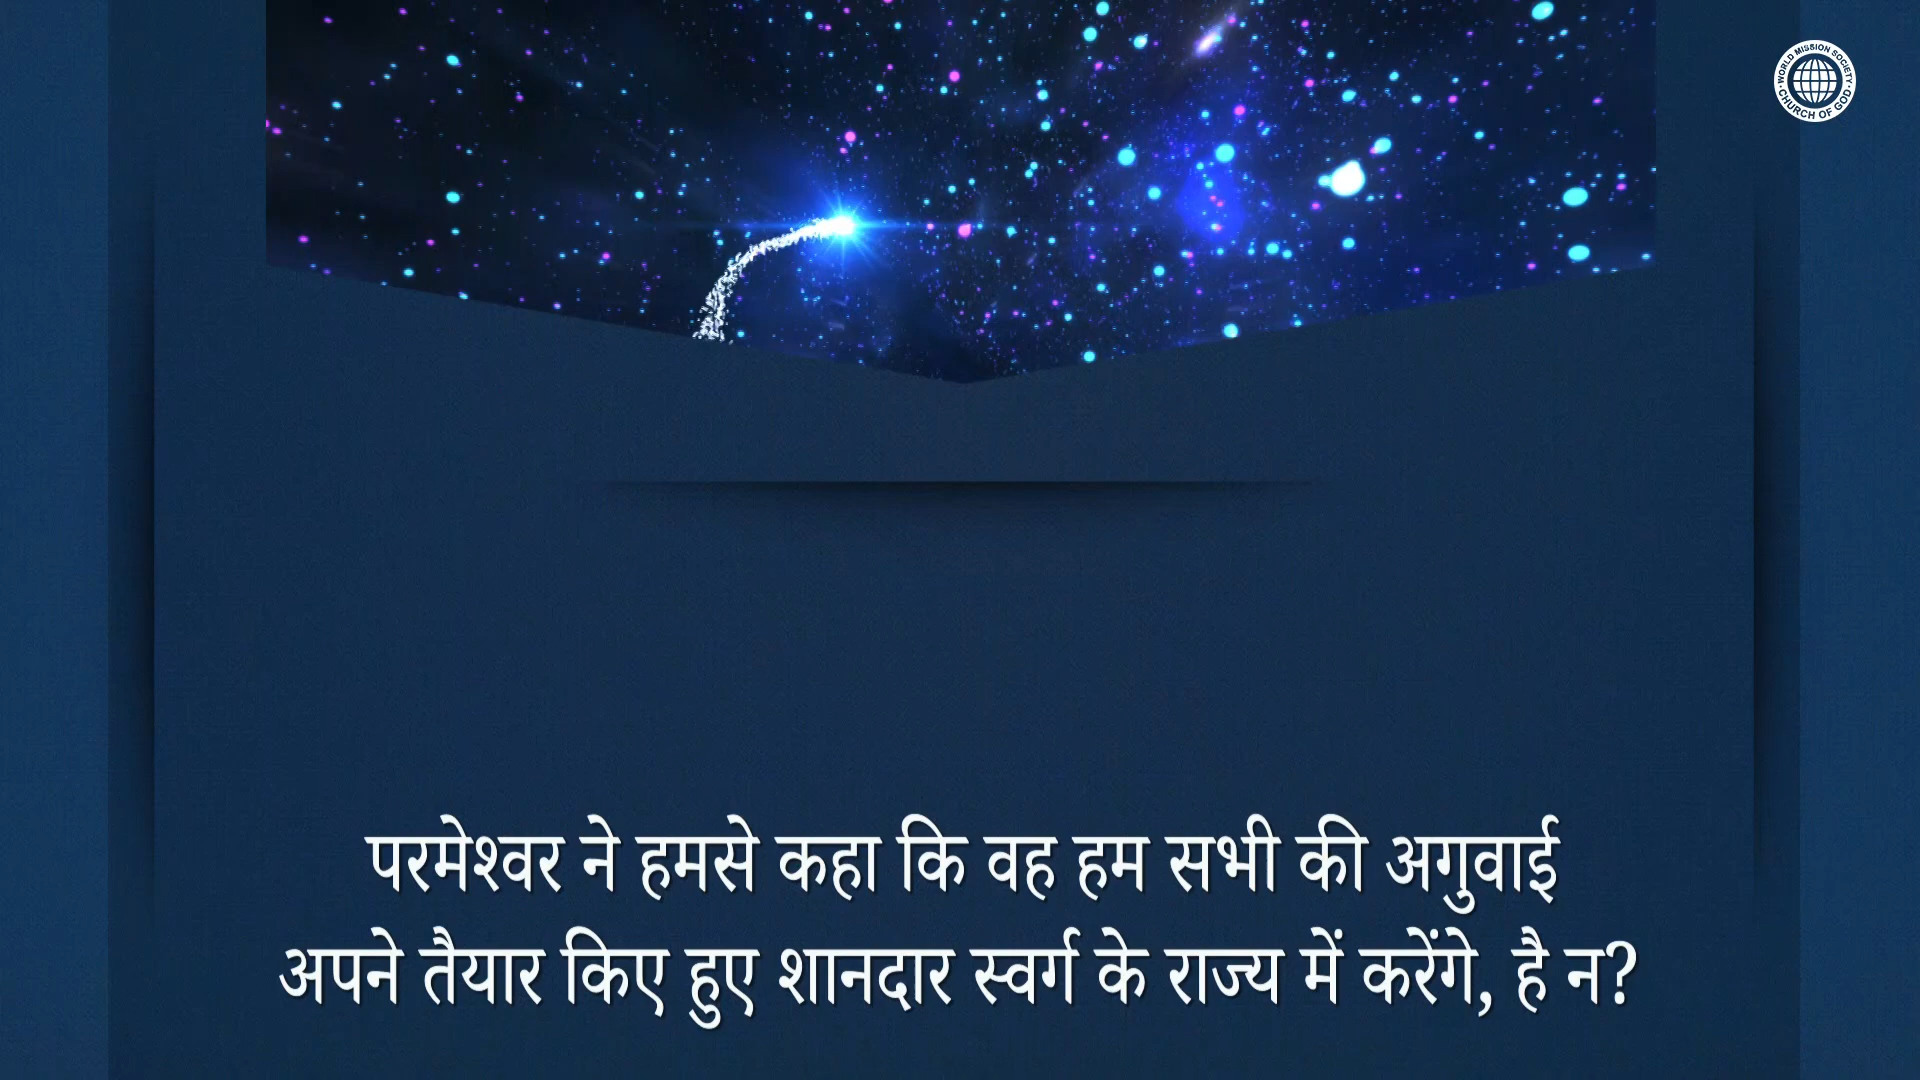 WORLD MISSION SOCIETY
CHURCH OF GOD
परमेश्वर ने हमसे कहा कि वह हम सभी की अगुवाई
अपने तैयार किए हुए शानदार स्वर्ग के राज्य में करेंगे, है न?